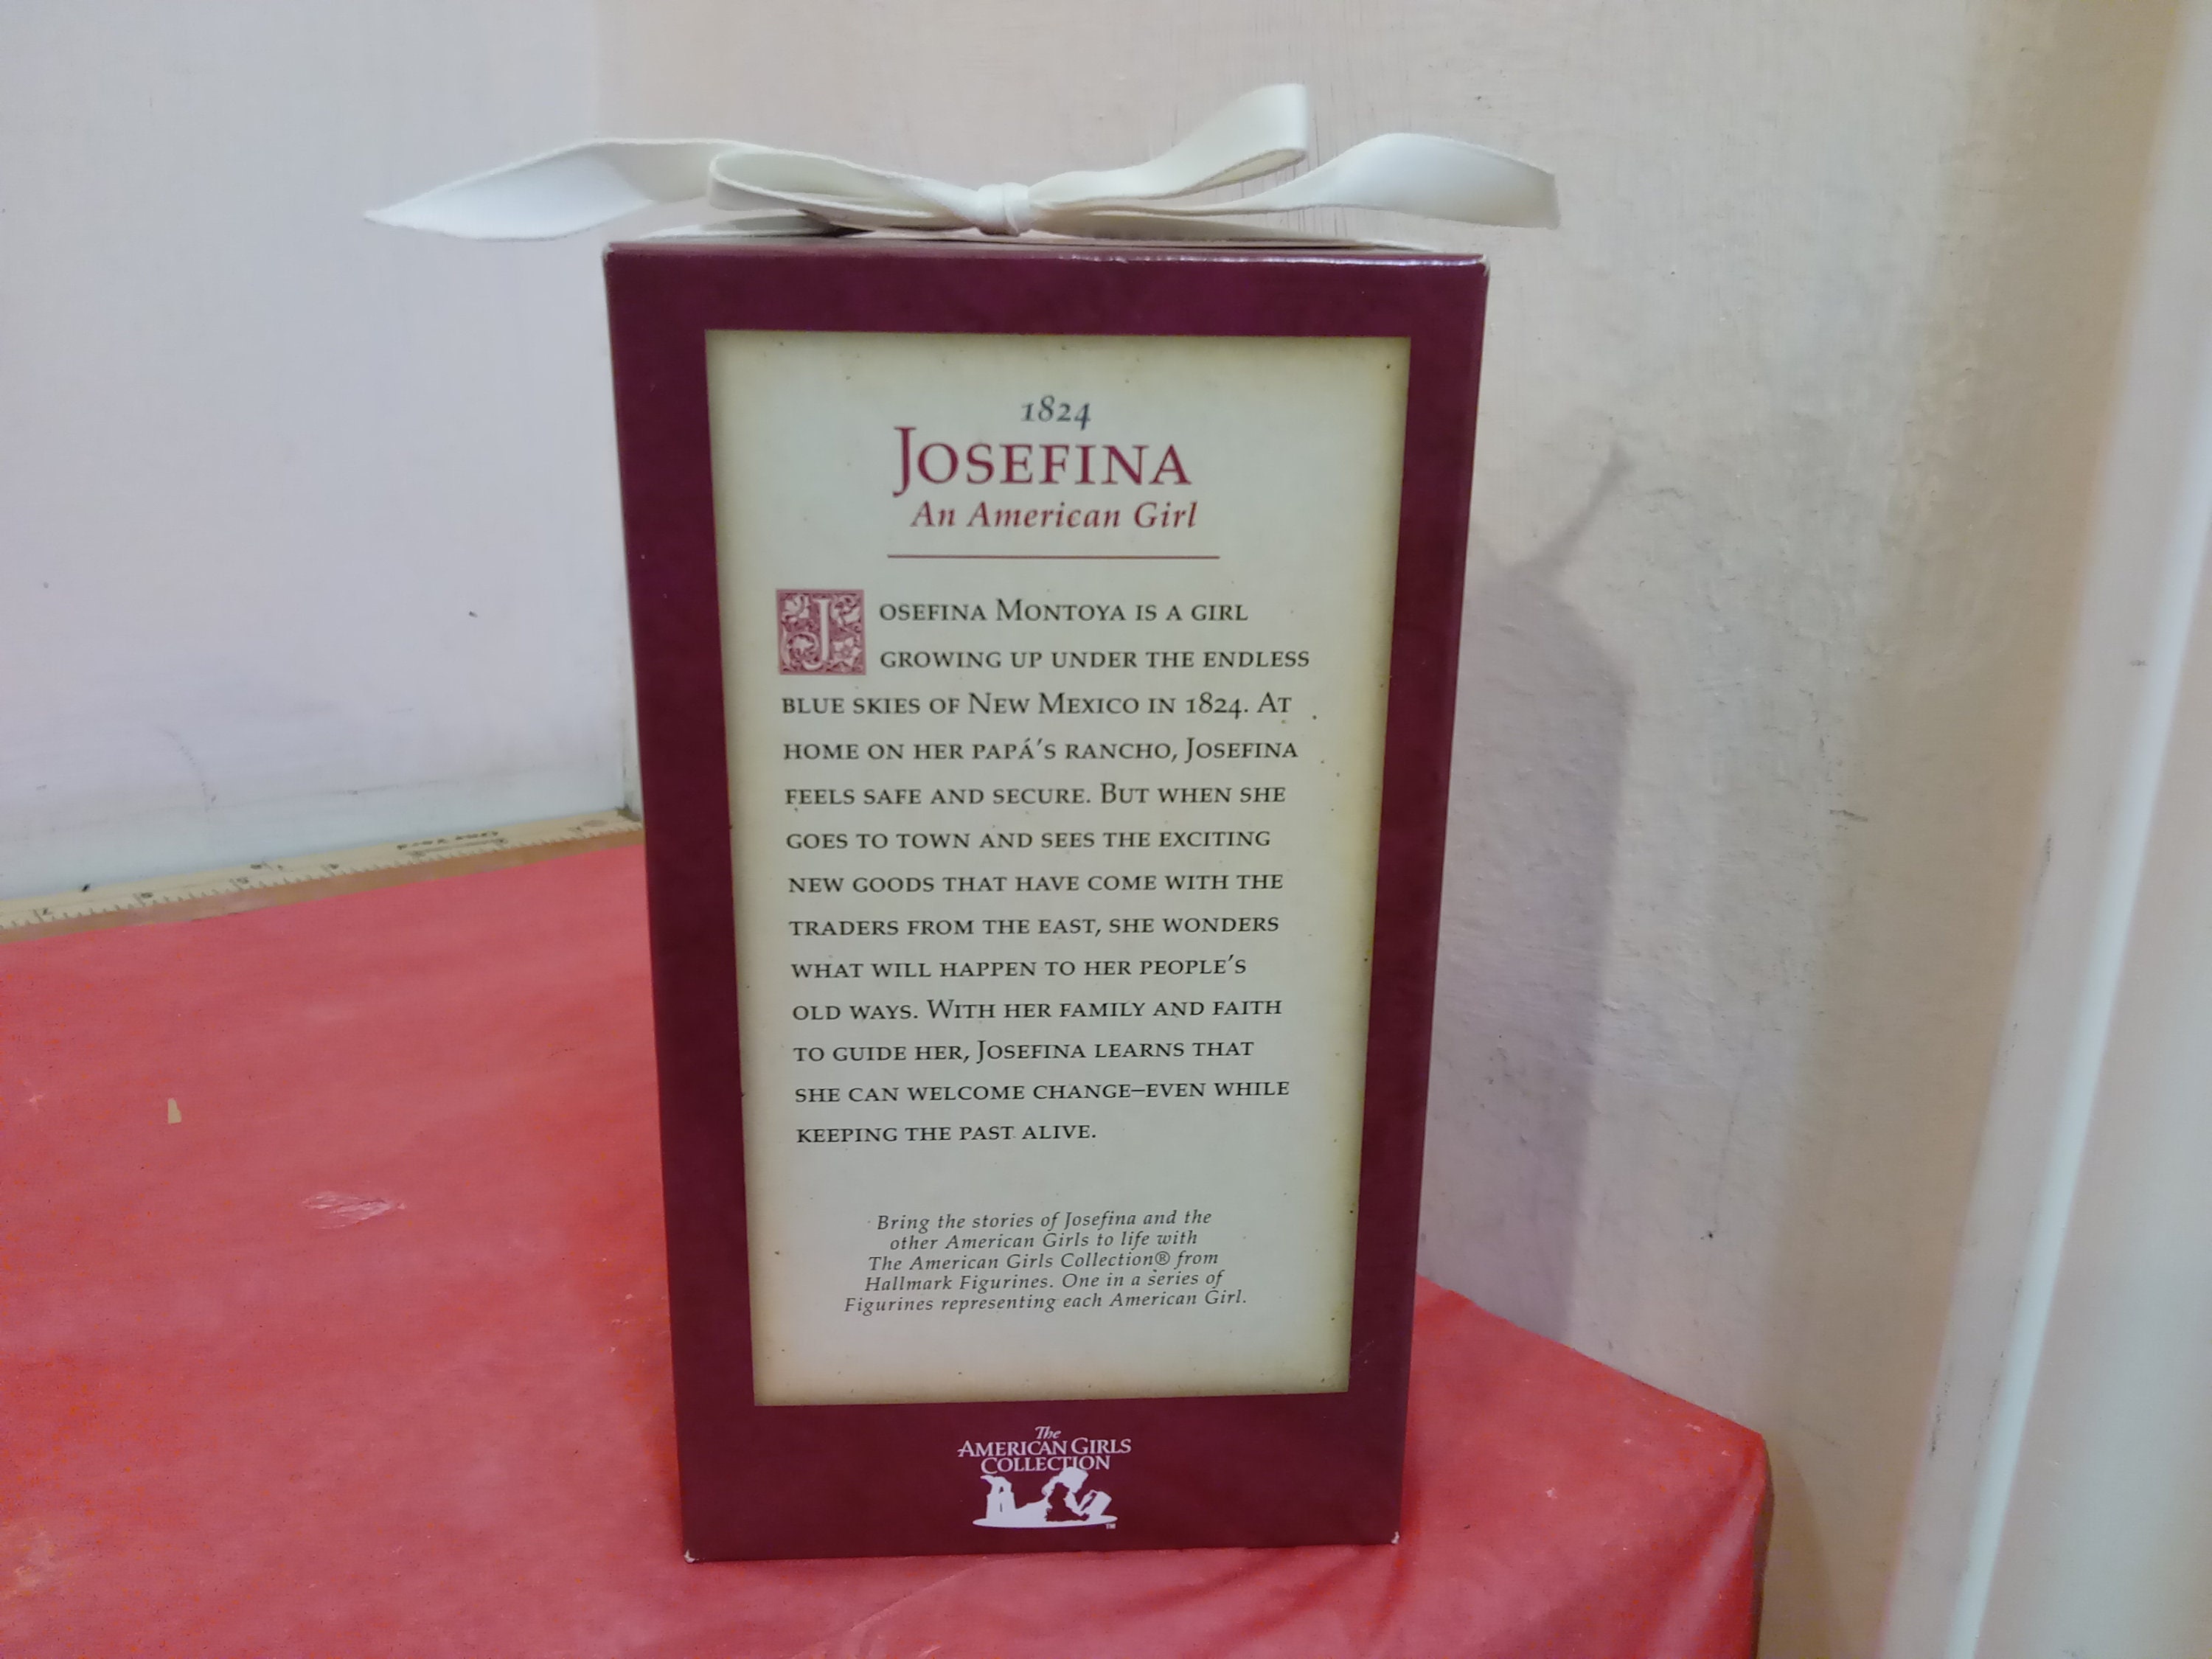 1824
JOSEFINA
An American Girl
JOSEFINA MONTOYA IS A GIRL
GROWING UP UNDER THE ENDLESS
BLUE SKIES OF NEW MEXICO IN 1824. AT
HOME ON HER PAPÁ'S RANCHO, JOSEFINA
FEELS SAFE AND SECURE. BUT WHEN SHE
GOES TO TOWN AND SEES THE EXCITING
NEW GOODS THAT HAVE COME WITH THE
TRADERS FROM THE EAST, SHE WONDERS
WHAT WILL HAPPEN TO HER PEOPLE'S
OLD WAYS. WITH HER FAMILY AND FAITH
TO GUIDE HER, JOSEFINA LEARNS THAT
SHE CAN WELCOME CHANGE–EVEN WHILE
KEEPING THE PAST ALIVE.
Bring the stories of Josefina and the
other American Girls to life with
The American Girls Collection® from
Hallmark Figurines. One in a series of
Figurines representing each American Girl.
The
AMERICAN GIRLS
COLLECTION
TM